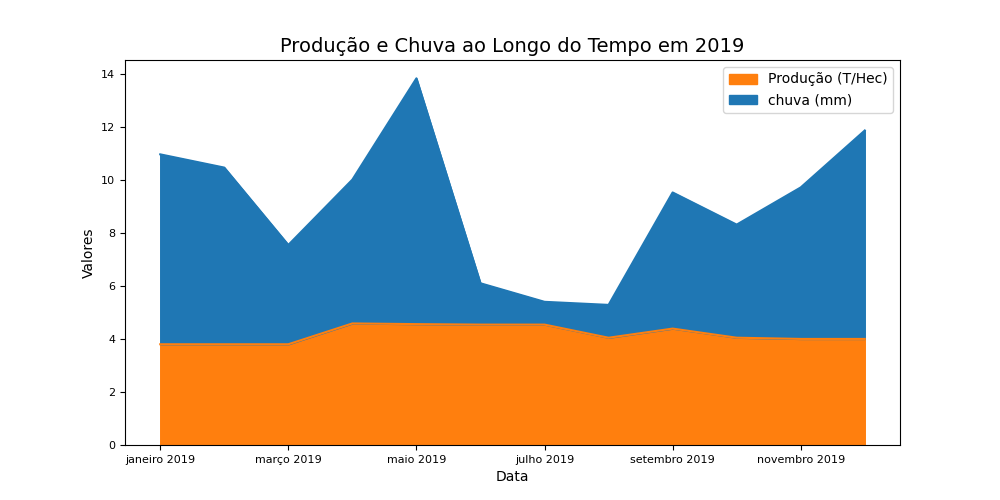 Produção e Chuva ao Longo do Tempo em 2019
Produção (T/Hec)
chuva (mm)
Valores
14
12
10
8
6
4
2
0
janeiro 2019 março 2019 maio 2019 julho 2019 setembro 2019 novembro 2019
Data